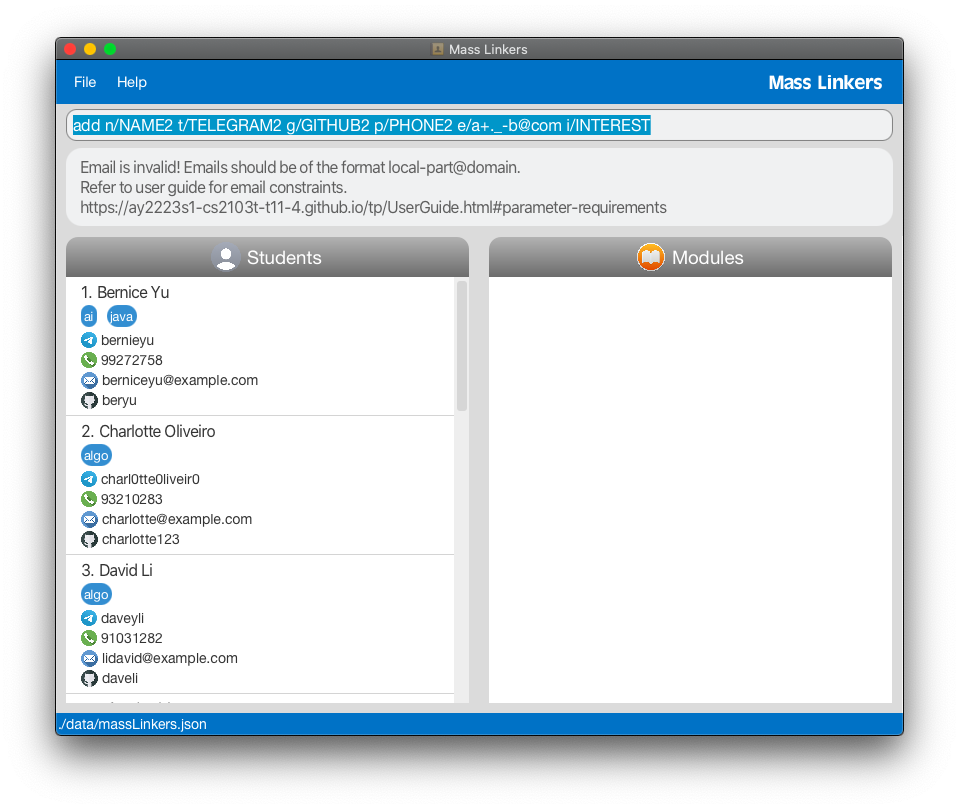 Mass Linkers
File Help Mass Linkers
add n/NAME2 t/TELEGRAM2 g/GITHUB2 p/PHONE2 e/a+._-b@com i/INTEREST
Email is invalid! Emails should be of the format local-part@domain.
Refer to user guide for email constraints.
https://ay2223s1-cs2103t-t11-4.github.io/tp/UserGuide.html#parameter-requirements
Students
1. Bernice Yu
ai java
bernieyu
99272758
berniceyu@example.com
beryu
2. Charlotte Oliveiro
algo
charl0tte0liveir0
93210283
charlotte@example.com
charlotte123
3. David Li
algo
daveyli
91031282
lidavid@example.com
daveli
Modules
./data/massLinkers.json